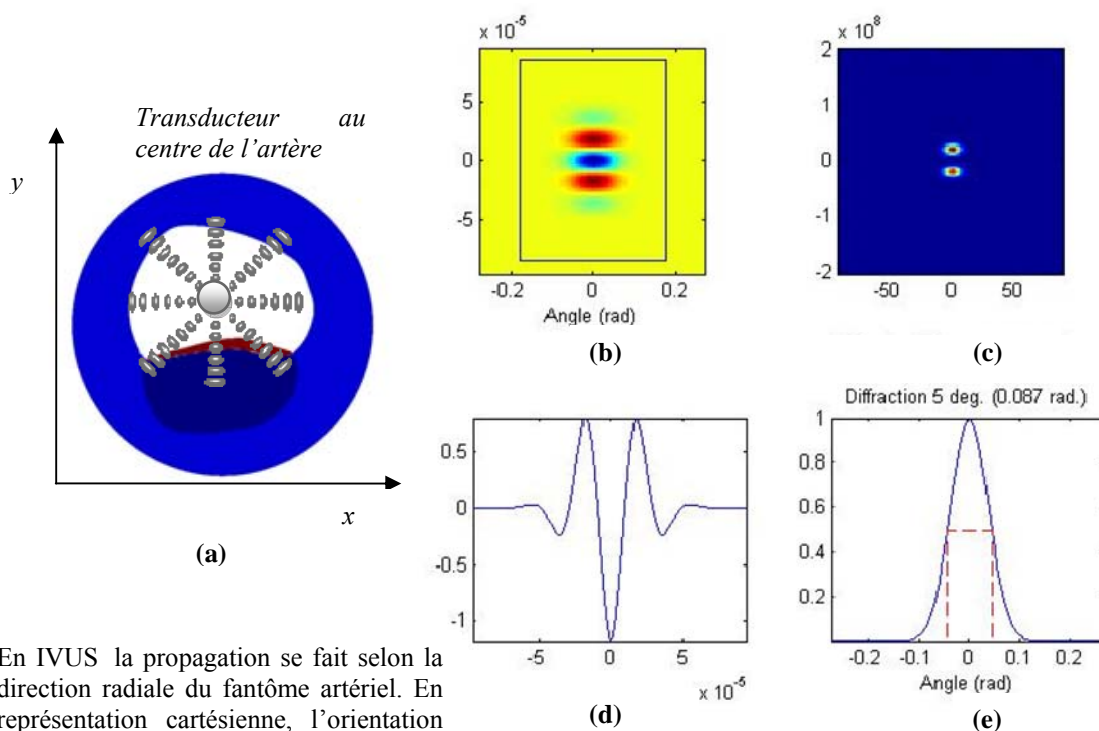 Transducteur au
centre de l'artère
y
x
(a)
x 10⁻⁵
5
0
-5
-0.2 0 0.2
Angle (rad)
(b)
x 10⁸
2
1
0
-1
-2
-50 0 50
(c)
0.5
0
-0.5
-1
-5 0 5
x 10⁻⁵
(d)
Diffraction 5 deg. (0.087 rad.)
1
0.8
0.6
0.4
0.2
-0.2 -0.1 0 0.1 0.2
Angle (rad)
(e)
En IVUS la propagation se fait selon la
direction radiale du fantôme artériel. En
représentation cartésienne, l'orientation